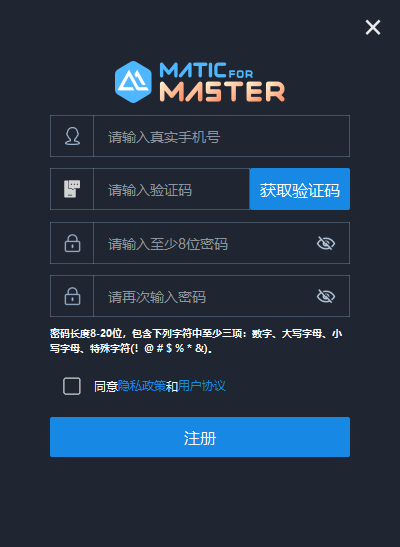 MATIC FOR
MASTER
请输入真实手机号
请输入验证码 获取验证码
请输入至少8位密码
请再次输入密码
密码长度8-20位，包含下列字符中至少三项：数字、大写字母、小
写字母、特殊字符(！@ # $ % * &)。
同意隐私政策和用户协议
注册